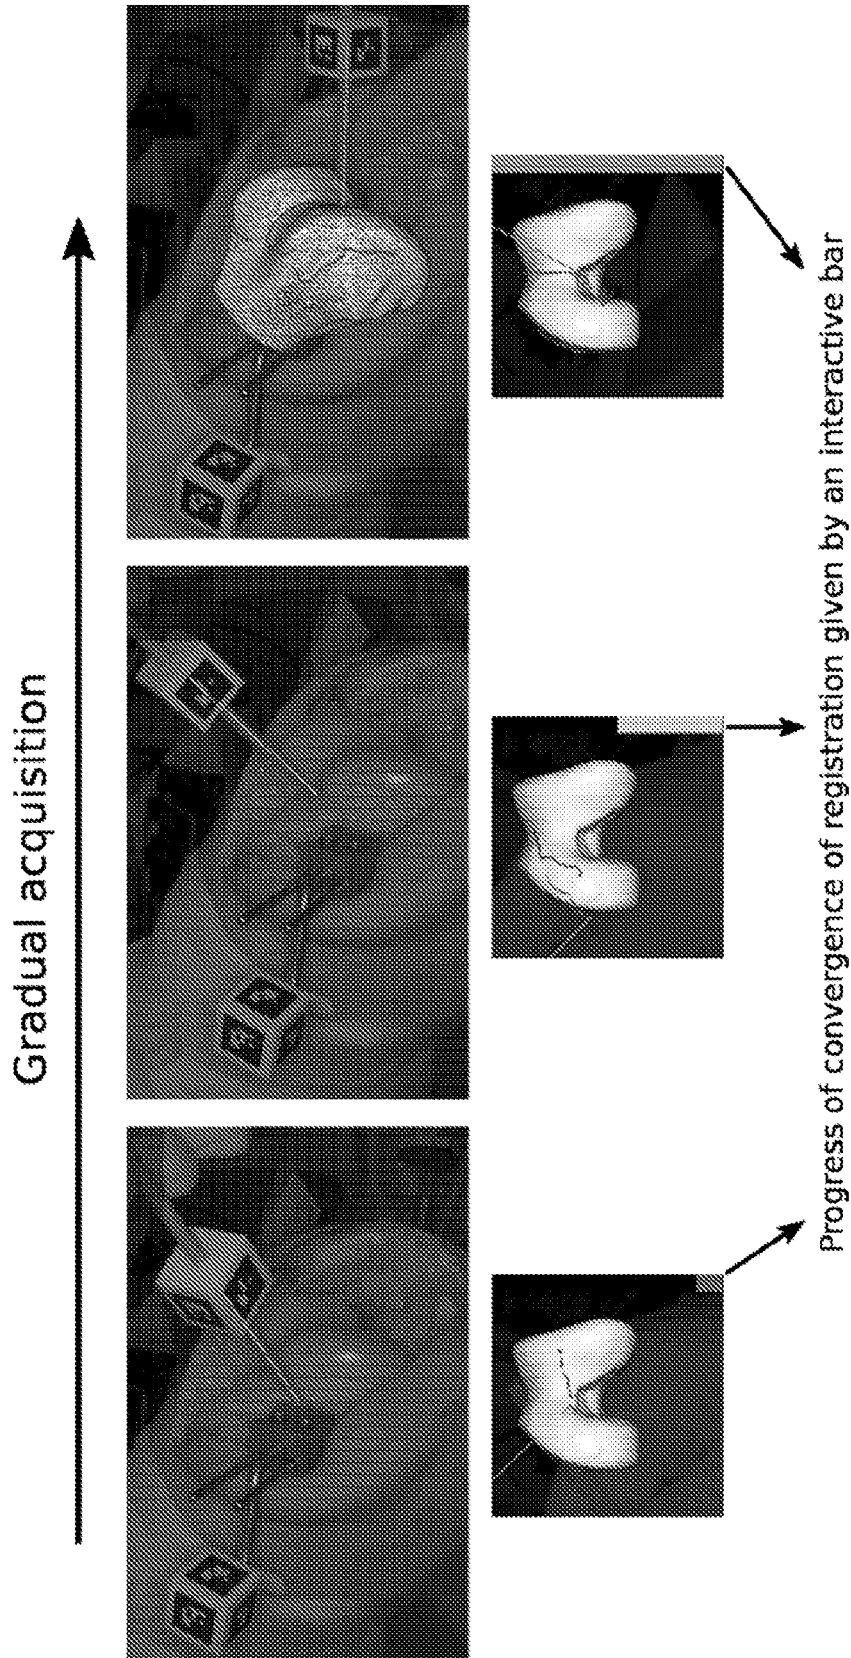 Gradual acquisition
Progress of convergence of registration given by an interactive bar